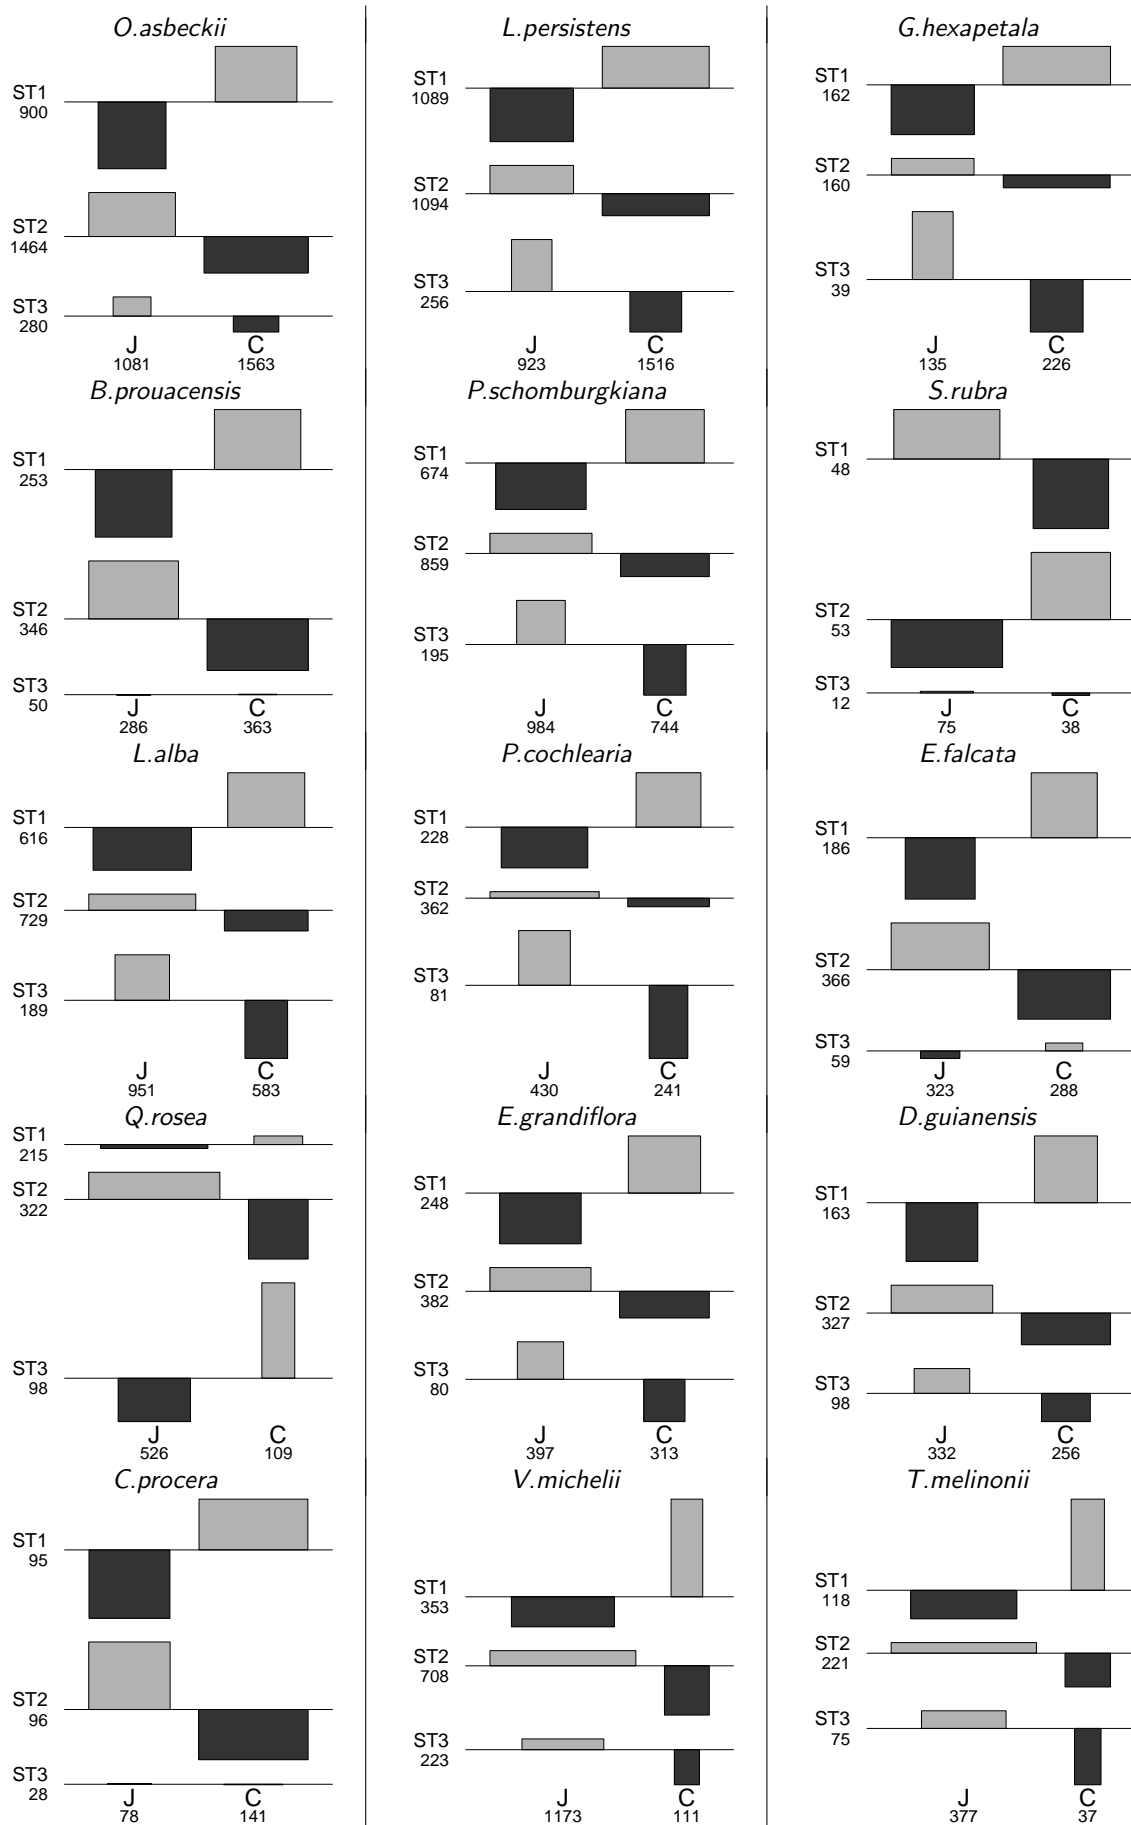 O.asbeckii
ST1
900
ST2
1464
ST3
280
J C
1081 1563
L.persistens
ST1
1089
ST2
1094
ST3
256
J C
923 1516
G.hexapetala
ST1
162
ST2
160
ST3
39
J C
135 226
B.prouacensis
ST1
253
ST2
346
ST3
50
J C
286 363
P.schomburgkiana
ST1
674
ST2
859
ST3
195
J C
984 744
S.rubra
ST1
48
ST2
53
ST3
12
J C
75 38
L.alba
ST1
616
ST2
729
ST3
189
J C
951 583
P.cochlearia
ST1
228
ST2
362
ST3
81
J C
430 241
E.falcata
ST1
186
ST2
366
ST3
59
J C
323 288
Q.rosea
ST1
215
ST2
322
ST3
98
J C
526 109
E.grandiflora
ST1
248
ST2
382
ST3
80
J C
397 313
D.guianensis
ST1
163
ST2
327
ST3
98
J C
332 256
C.procera
ST1
95
ST2
96
ST3
28
J C
78 141
V.michelii
ST1
353
ST2
708
ST3
223
J C
1173 111
T.melinonii
ST1
118
ST2
221
ST3
75
J C
377 37